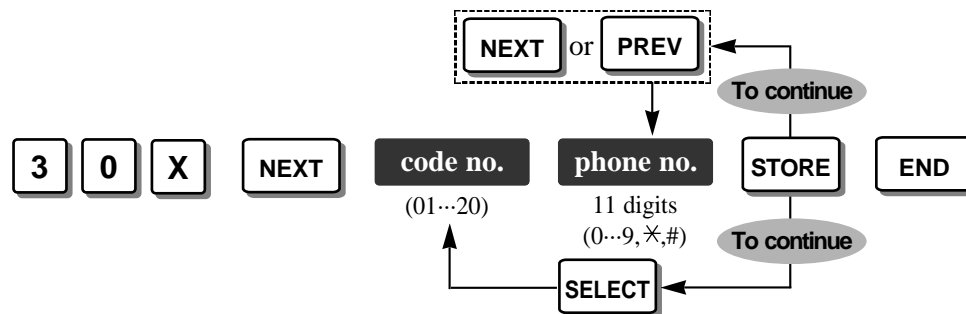 NEXT or PREV
To continue
3 0 X NEXT code no. phone no. STORE END
(01···20) 11 digits
(0···9,✳,#)
To continue
SELECT